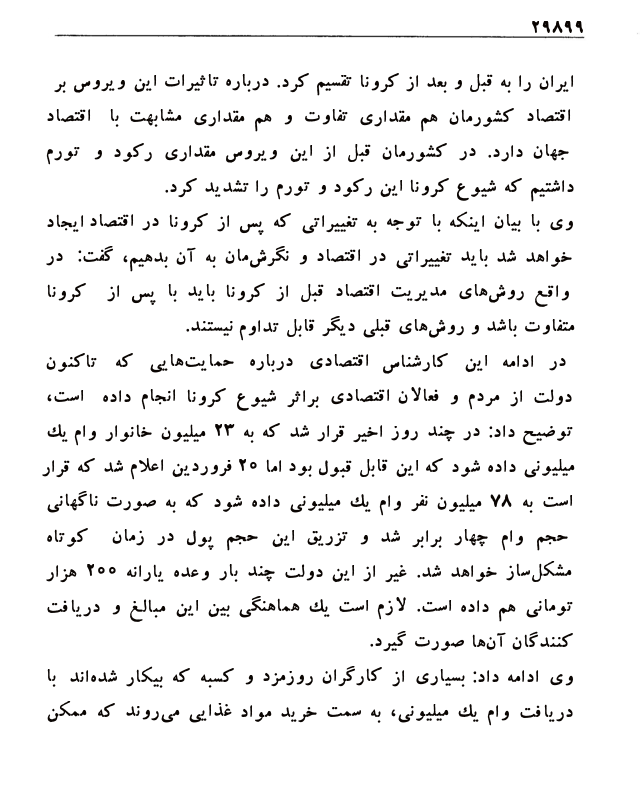 ۲۹۸۹۹
ایران را به قبل و بعد از کرونا تقسیم کرد. درباره تاثیرات این ویروس بر
اقتصاد کشورمان هم مقداری تفاوت و هم مقداری مشابهت با اقتصاد
جهان دارد. در کشورمان قبل از این ویروس مقداری رکود و تورم
داشتیم که شیوع کرونا این رکود و تورم را تشدید کرد.
وی با بیان اینکه با توجه به تغییراتی که پس از کرونا در اقتصاد ایجاد
خواهد شد باید تغییراتی در اقتصاد و نگرش‌مان به آن بدهیم، گفت: در
واقع روش‌های مدیریت اقتصاد قبل از کرونا باید با پس از کرونا
متفاوت باشد و روش‌های قبلی دیگر قابل تداوم نیستند.
در ادامه این کارشناس اقتصادی درباره حمایت‌هایی که تاکنون
دولت از مردم و فعالان اقتصادی براثر شیوع کرونا انجام داده است،
توضیح داد: در چند روز اخیر قرار شد که به ۲۳ میلیون خانوار وام یك
میلیونی داده شود که این قابل قبول بود اما ۲۰ فروردین اعلام شد که قرار
است به ۷۸ میلیون نفر وام یك میلیونی داده شود که به صورت ناگهانی
حجم وام چهار برابر شد و تزریق این حجم پول در زمان کوتاه
مشکل‌ساز خواهد شد. غیر از این دولت چند بار وعده یارانه ۲۰۰ هزار
تومانی هم داده است. لازم است یك هماهنگی بین این مبالغ و دریافت
کنندگان آن‌ها صورت گیرد.
وی ادامه داد: بسیاری از کارگران روزمزد و کسبه که بیکار شده‌اند با
دریافت وام یك میلیونی، به سمت خرید مواد غذایی می‌روند که ممکن